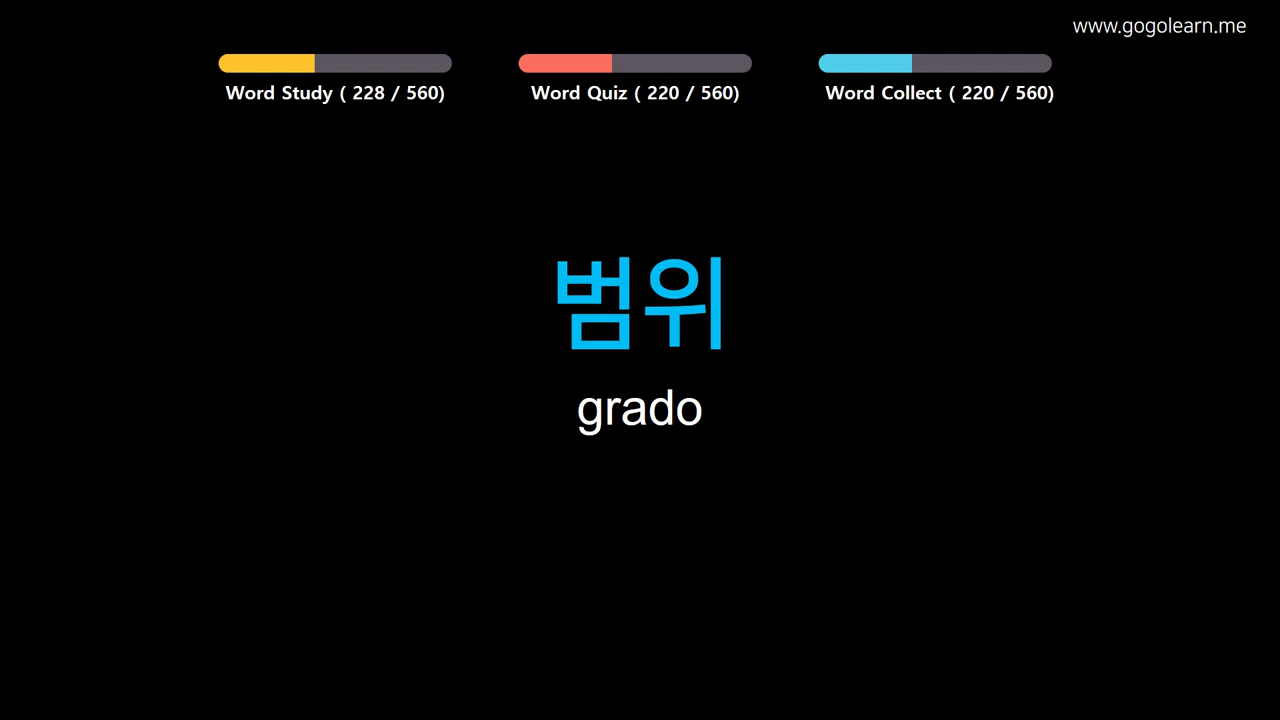 www.gogolearn.me
Word Study ( 228 / 560)
Word Quiz ( 220 / 560)
Word Collect ( 220 / 560)
범위
grado